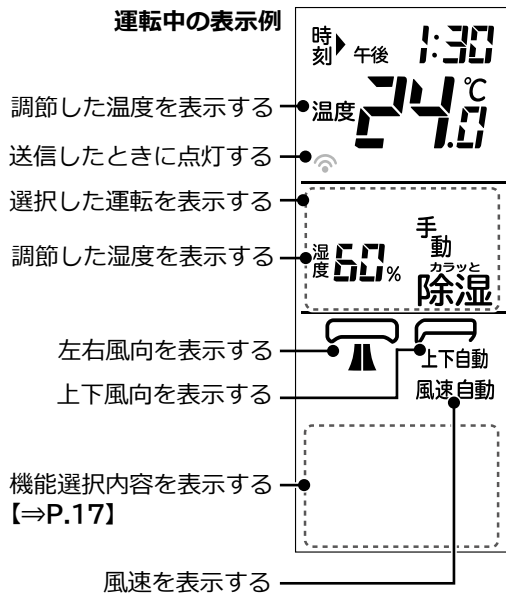 運転中の表示例
時刻 午後 1:30
調節した温度を表示する
温度 24.0 ℃
送信したときに点灯する
選択した運転を表示する
手動
調節した湿度を表示する
湿度 60%
カラッと
除湿
左右風向を表示する
上下自動
上下風向を表示する
風速自動
機能選択内容を表示する
【⇒P.17】
風速を表示する